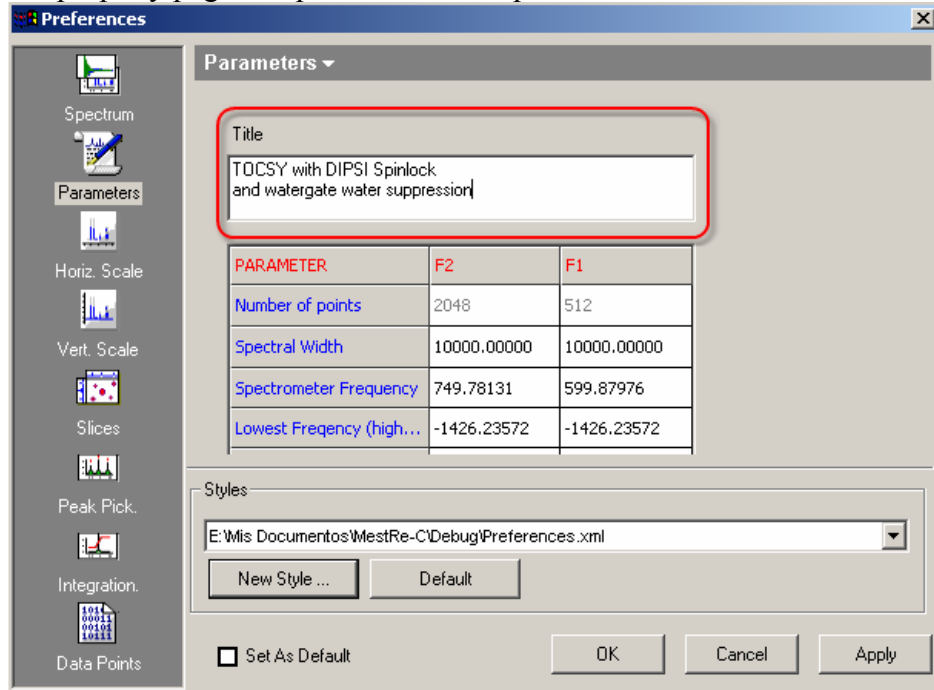 Preferences
Spectrum
Parameters
Horiz. Scale
Vert. Scale
Slices
Peak Pick.
Integration.
Data Points
Parameters
Title
TOCSY with DIPSI Spinlock
and watergate water suppression
PARAMETER F2 F1
Number of points 2048 512
Spectral Width 10000.00000 10000.00000
Spectrometer Frequency 749.78131 599.87976
Lowest Freqency (high... -1426.23572 -1426.23572
Styles
E:\Mis Documentos\MestRe-C\Debug\Preferences.xml
New Style ... Default
Set As Default
OK Cancel Apply